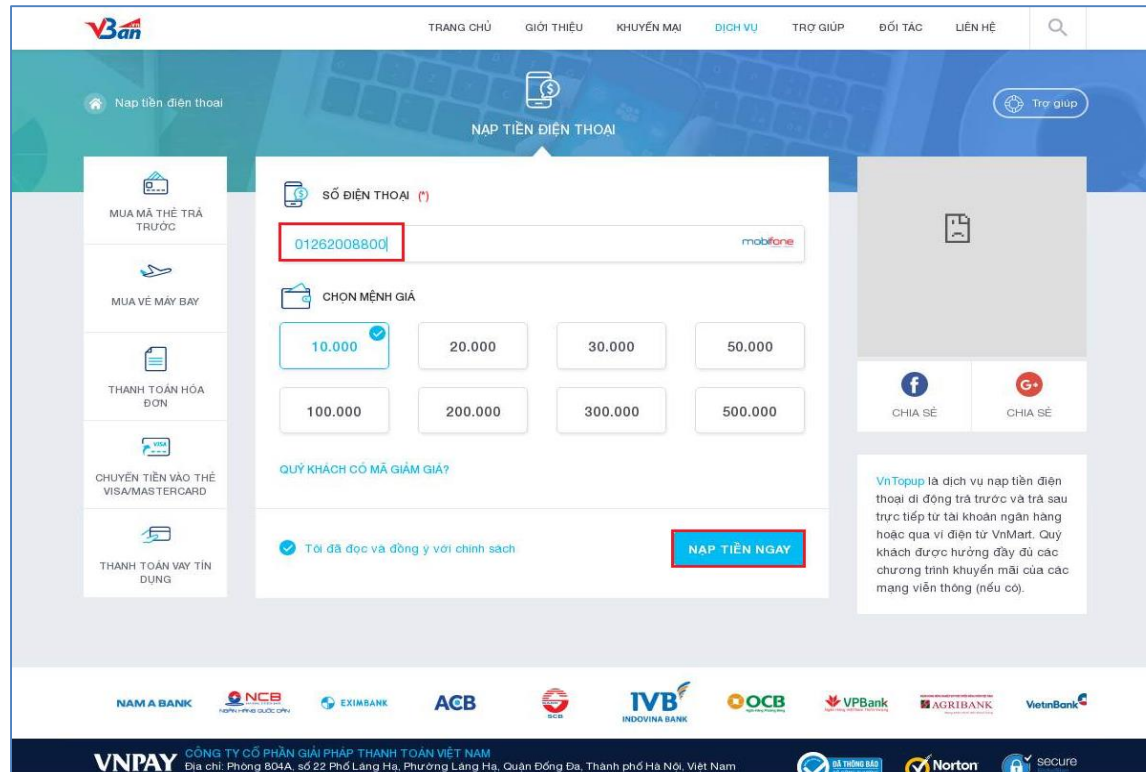 VBan.vn
TRANG CHỦ GIỚI THIỆU KHUYẾN MẠI DỊCH VỤ TRỢ GIÚP ĐỐI TÁC LIÊN HỆ
Nạp tiền điện thoại
NẠP TIỀN ĐIỆN THOẠI
Trợ giúp
MUA MÃ THẺ TRẢ
TRƯỚC
MUA VÉ MÁY BAY
THANH TOÁN HÓA
ĐƠN
VISA
CHUYỂN TIỀN VÀO THẺ
VISA/MASTERCARD
THANH TOÁN VAY TÍN
DỤNG
SỐ ĐIỆN THOẠI (*)
01262008800
mobifone
CHỌN MỆNH GIÁ
10.000 20.000 30.000 50.000
100.000 200.000 300.000 500.000
QUÝ KHÁCH CÓ MÃ GIẢM GIÁ?
Tôi đã đọc và đồng ý với chính sách
NẠP TIỀN NGAY
CHIA SẺ CHIA SẺ
VnTopup là dịch vụ nạp tiền điện
thoại di động trả trước và trả sau
trực tiếp từ tài khoản ngân hàng
hoặc qua ví điện tử VnMart. Quý
khách được hưởng đầy đủ các
chương trình khuyến mãi của các
mạng viễn thông (nếu có).
NAM A BANK
NCB
NGÂN HÀNG QUỐC DÂN
EXIMBANK
ACB
SCB
IVB
INDOVINA BANK
OCB
VPBank
AGRIBANK
VietinBank
VNPAY
CÔNG TY CỔ PHẦN GIẢI PHÁP THANH TOÁN VIỆT NAM
Địa chỉ: Phòng 804A, số 22 Phố Láng Hạ, Phường Láng Hạ, Quận Đống Đa, Thành phố Hà Nội, Việt Nam
ĐÃ THÔNG BÁO
Norton
secure